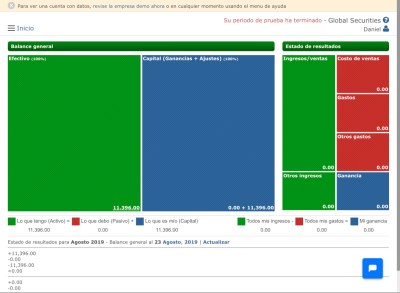 Para ver una cuenta con datos, revise la empresa demo ahora o en cualquier momento usando el menu de ayuda
Su periodo de prueba ha terminado - Global Securities
Inicio
Daniel
Balance general
Estado de resultados
Efectivo (100%)
11,396.00
Capital (Ganancias + Ajustes) (100%)
0.00 + 11,396.00
Ingresos/ventas
0.00
Costo de ventas
0.00
Gastos
0.00
Otros gastos
0.00
Otros ingresos
0.00
Ganancia
0.00
Lo que tengo (Activo) = Lo que debo (Pasivo) + Lo que es mio (Capital)
11,396.00 0.00 11,396.00
Todos mis ingresos - Todos mis gastos = Mi ganancia
0.00 0.00 0.00
Estado de resultados para Agosto 2019 - Balance general al 23 Agosto, 2019 | Actualizar
+11,396.00
-0.00
-11,396.00
=0.00
+0.00
-0.00